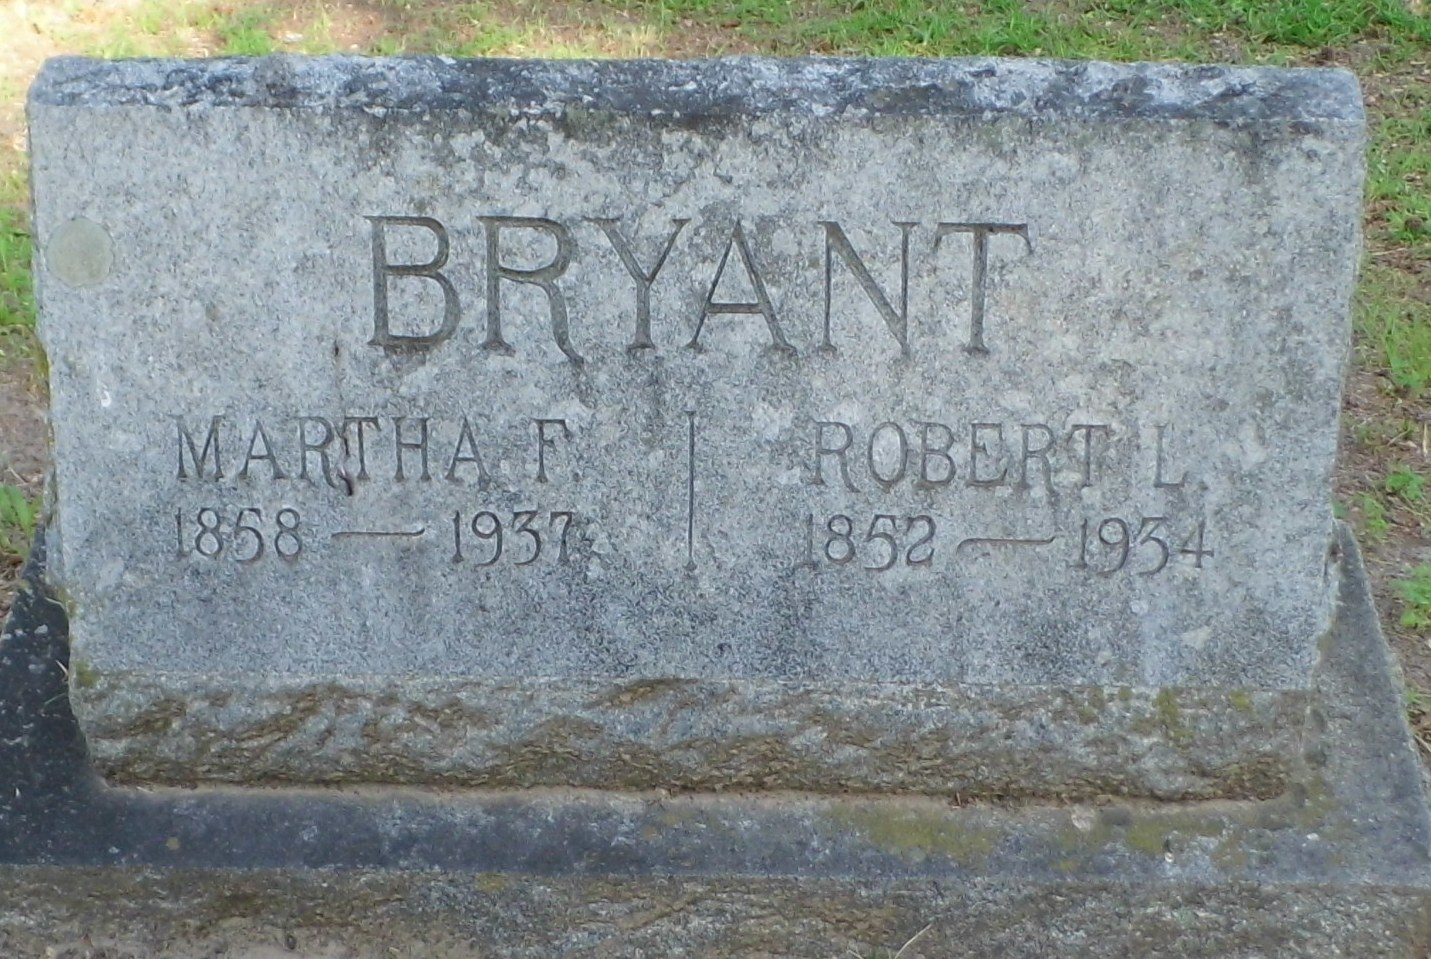 BRYANT
MARTHA F.
1858 — 1937
ROBERT L.
1852 — 1934